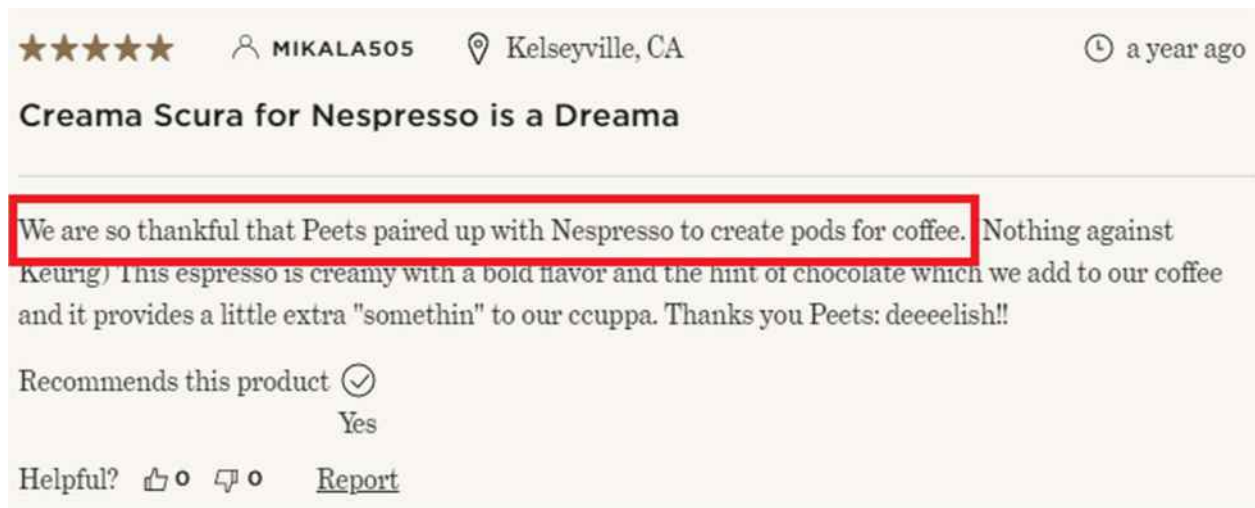 MIKALA505 Kelseyville, CA a year ago
Creama Scura for Nespresso is a Dreama
We are so thankful that Peets paired up with Nespresso to create pods for coffee. Nothing against
Keurig) This espresso is creamy with a bold flavor and the hint of chocolate which we add to our coffee
and it provides a little extra "somethin" to our ccuppa. Thanks you Peets: deeeelish!!
Recommends this product
Yes
Helpful? 0 0 Report